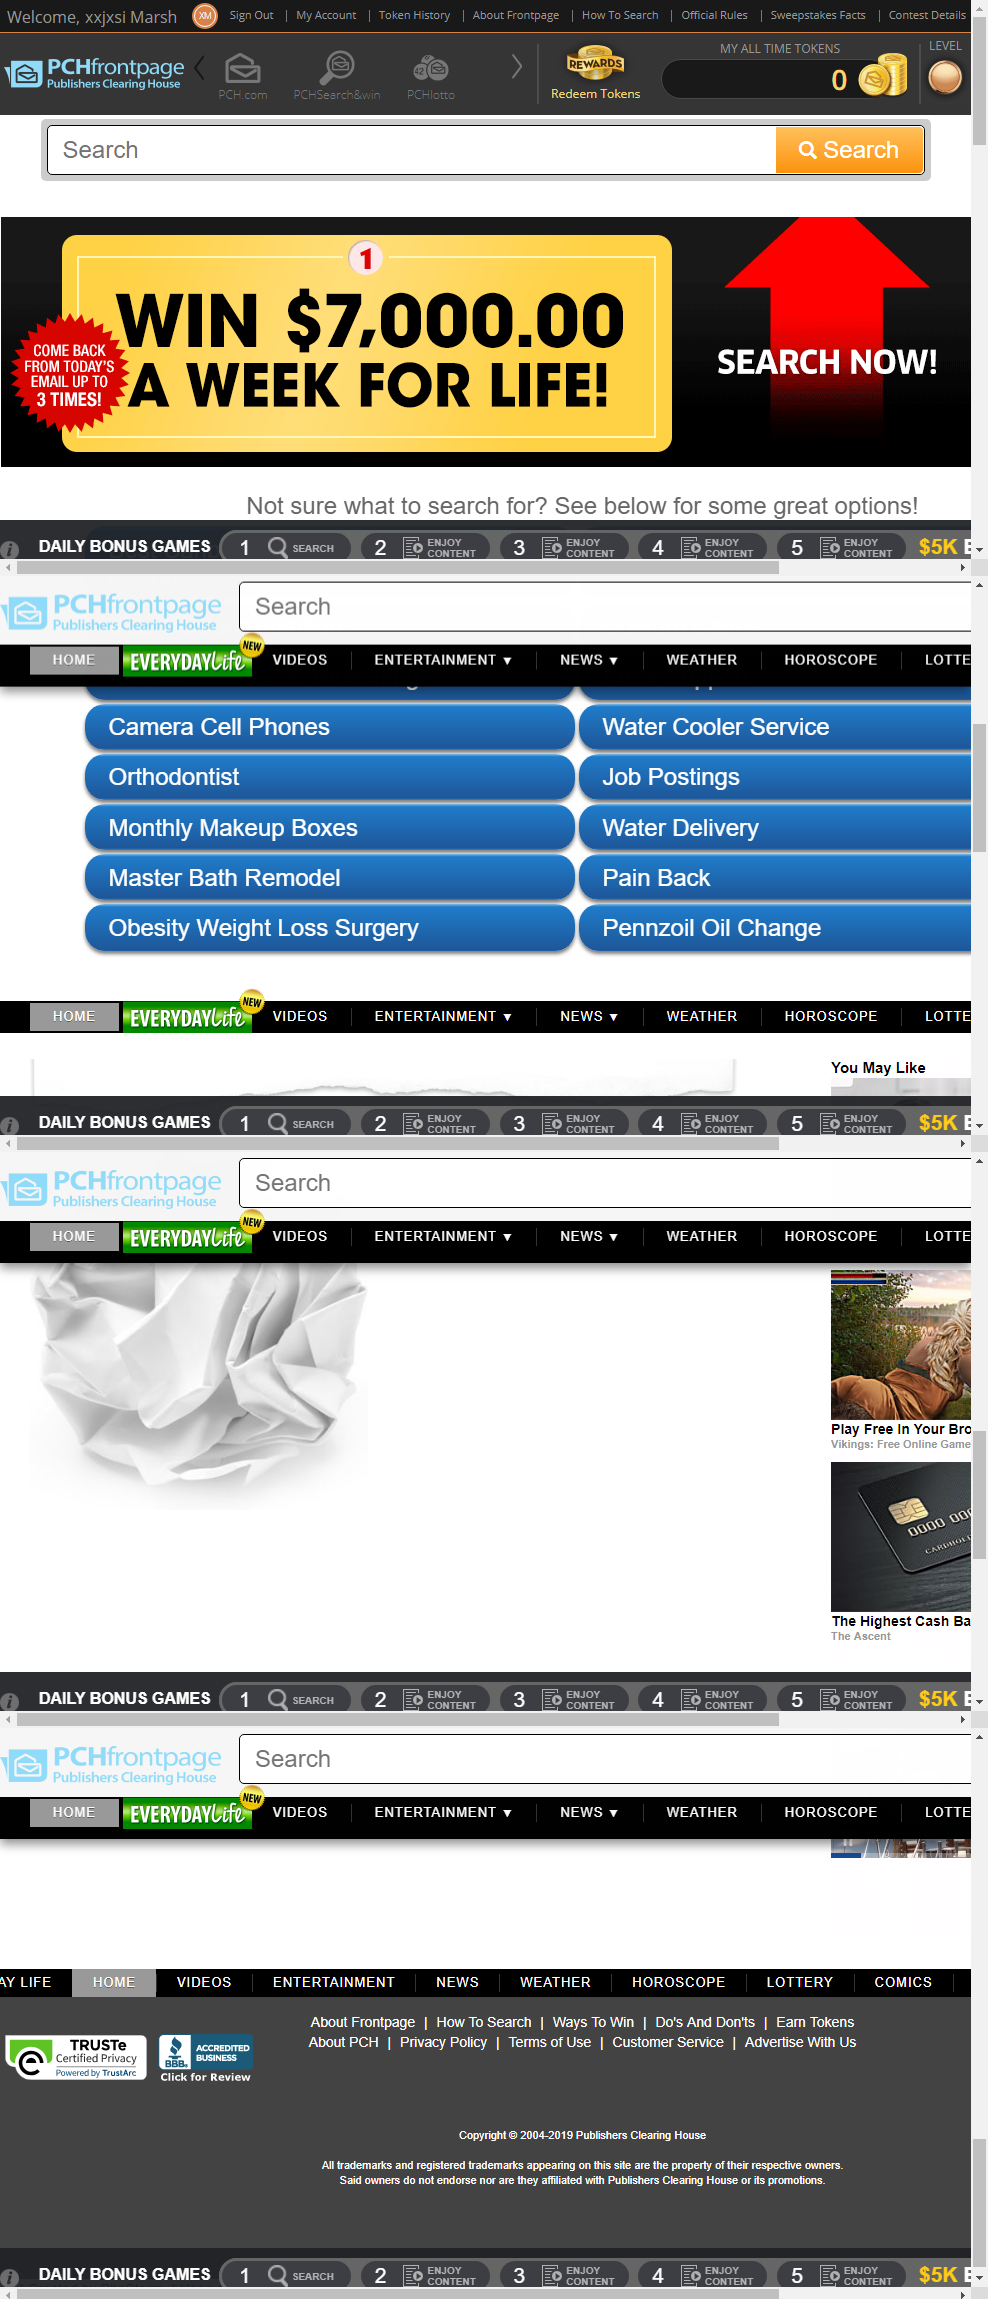 Welcome, xxjxsi Marsh XM Sign Out | My Account | Token History | About Frontpage | How To Search | Official Rules | Sweepstakes Facts | Contest Details
PCHfrontpage
Publishers Clearing House
PCH.com PCHSearch&win PCHlotto
REWARDS
Redeem Tokens
MY ALL TIME TOKENS
0
LEVEL
Search Search
1
WIN $7,000.00
A WEEK FOR LIFE!
COME BACK
FROM TODAY'S
EMAIL UP TO
3 TIMES!
SEARCH NOW!
Not sure what to search for? See below for some great options!
DAILY BONUS GAMES 1 SEARCH 2 ENJOY CONTENT 3 ENJOY CONTENT 4 ENJOY CONTENT 5 ENJOY CONTENT $5K
PCHfrontpage
Publishers Clearing House
Search
HOME EVERYDAY Life NEW VIDEOS ENTERTAINMENT ▼ NEWS ▼ WEATHER HOROSCOPE LOTTE
Camera Cell Phones Water Cooler Service
Orthodontist Job Postings
Monthly Makeup Boxes Water Delivery
Master Bath Remodel Pain Back
Obesity Weight Loss Surgery Pennzoil Oil Change
HOME EVERYDAY Life NEW VIDEOS ENTERTAINMENT ▼ NEWS ▼ WEATHER HOROSCOPE LOTTE
You May Like
DAILY BONUS GAMES 1 SEARCH 2 ENJOY CONTENT 3 ENJOY CONTENT 4 ENJOY CONTENT 5 ENJOY CONTENT $5K
PCHfrontpage
Publishers Clearing House
Search
HOME EVERYDAY Life NEW VIDEOS ENTERTAINMENT ▼ NEWS ▼ WEATHER HOROSCOPE LOTTE
Play Free In Your Bro
Vikings: Free Online Game
The Highest Cash Ba
The Ascent
DAILY BONUS GAMES 1 SEARCH 2 ENJOY CONTENT 3 ENJOY CONTENT 4 ENJOY CONTENT 5 ENJOY CONTENT $5K
PCHfrontpage
Publishers Clearing House
Search
HOME EVERYDAY Life NEW VIDEOS ENTERTAINMENT ▼ NEWS ▼ WEATHER HOROSCOPE LOTTE
AY LIFE HOME VIDEOS ENTERTAINMENT NEWS WEATHER HOROSCOPE LOTTERY COMICS
About Frontpage | How To Search | Ways To Win | Do's And Don'ts | Earn Tokens
About PCH | Privacy Policy | Terms of Use | Customer Service | Advertise With Us
TRUSTe
Certified Privacy
Powered by TrustArc
BBB.
ACCREDITED
BUSINESS
Click for Review
Copyright © 2004-2019 Publishers Clearing House
All trademarks and registered trademarks appearing on this site are the property of their respective owners.
Said owners do not endorse nor are they affiliated with Publishers Clearing House or its promotions.
DAILY BONUS GAMES 1 SEARCH 2 ENJOY CONTENT 3 ENJOY CONTENT 4 ENJOY CONTENT 5 ENJOY CONTENT $5K